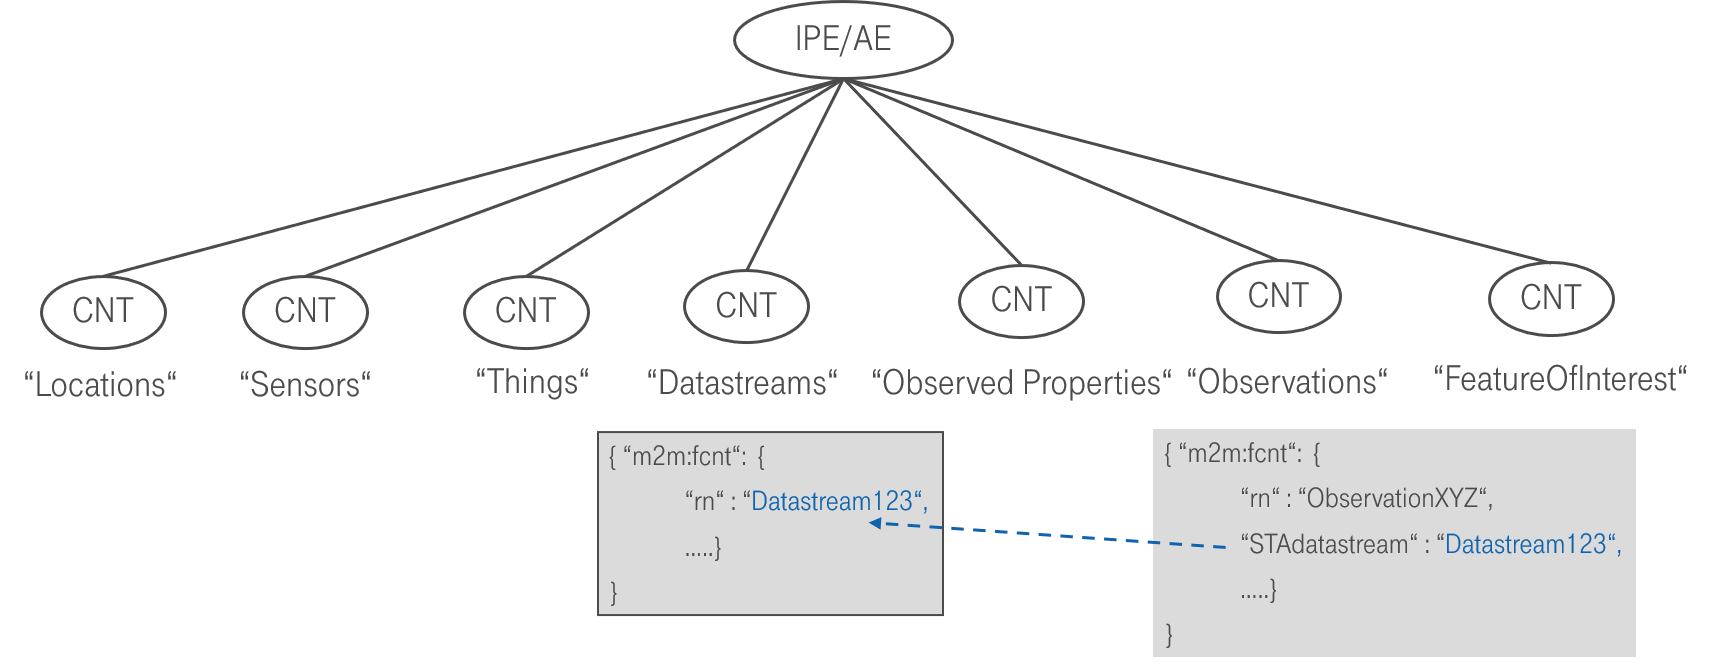 IPE/AE
CNT CNT CNT CNT CNT CNT CNT
“Locations“ “Sensors“ “Things“ “Datastreams“ “Observed Properties“ “Observations“ “FeatureOfInterest“
{ “m2m:fcnt“: {
“rn“ : “Datastream123“,
.....}
}
{ “m2m:fcnt“: {
“rn“ : “ObservationXYZ“,
“STAdatastream“ : “Datastream123“,
.....}
}